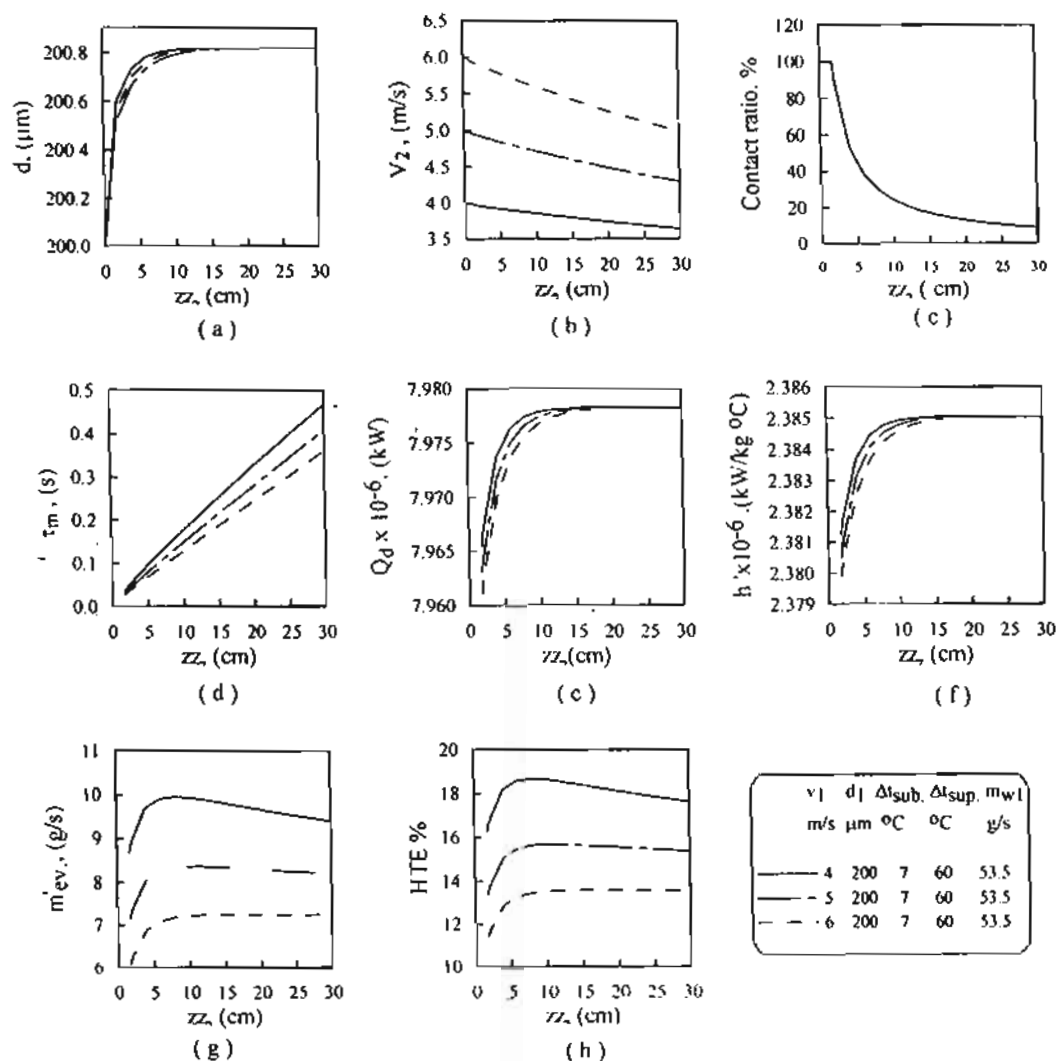 200.8
200.6
200.4
200.2
200.0
d, (μm)
0 5 10 15 20 25 30
zz, (cm)
( a )
6.5
6.0
5.5
5.0
4.5
4 0
3 5
V2 , (m/s)
0 5 10 15 20 25 30
zz, (cm)
( b )
120
100
80
60
40
20
0
Contact ratio. %
0 5 10 15 20 25 30
zz, ( cm)
( c )
0.5
0.4
0.3
0.2
0.1
0.0
τm , (s)
0 5 10 15 20 25 30
zz, (cm)
( d )
7.980
7.975
7.970
7.965
7.960
Qd x 10-6, (kW)
0 5 10 15 20 25 30
zz,(cm)
( c )
2.386
2.385
2.384
2.383
2.382
2.381
2.380
2.379
h'x10-6 ,(kW/kg oC)
0 5 10 15 20 25 30
zz, (cm)
( f )
11
10
9
8
7
6
m'ev., (g/s)
0 5 10 15 20 25 30
zz, (cm)
( g )
20
18
16
14
12
10
HTE %
0 5 10 15 20 25 30
zz, (cm)
( h )
v1 d1 Δtsub. Δtsup. mw1
m/s μm oC oC g/s
4 200 7 60 53.5
5 200 7 60 53.5
6 200 7 60 53.5